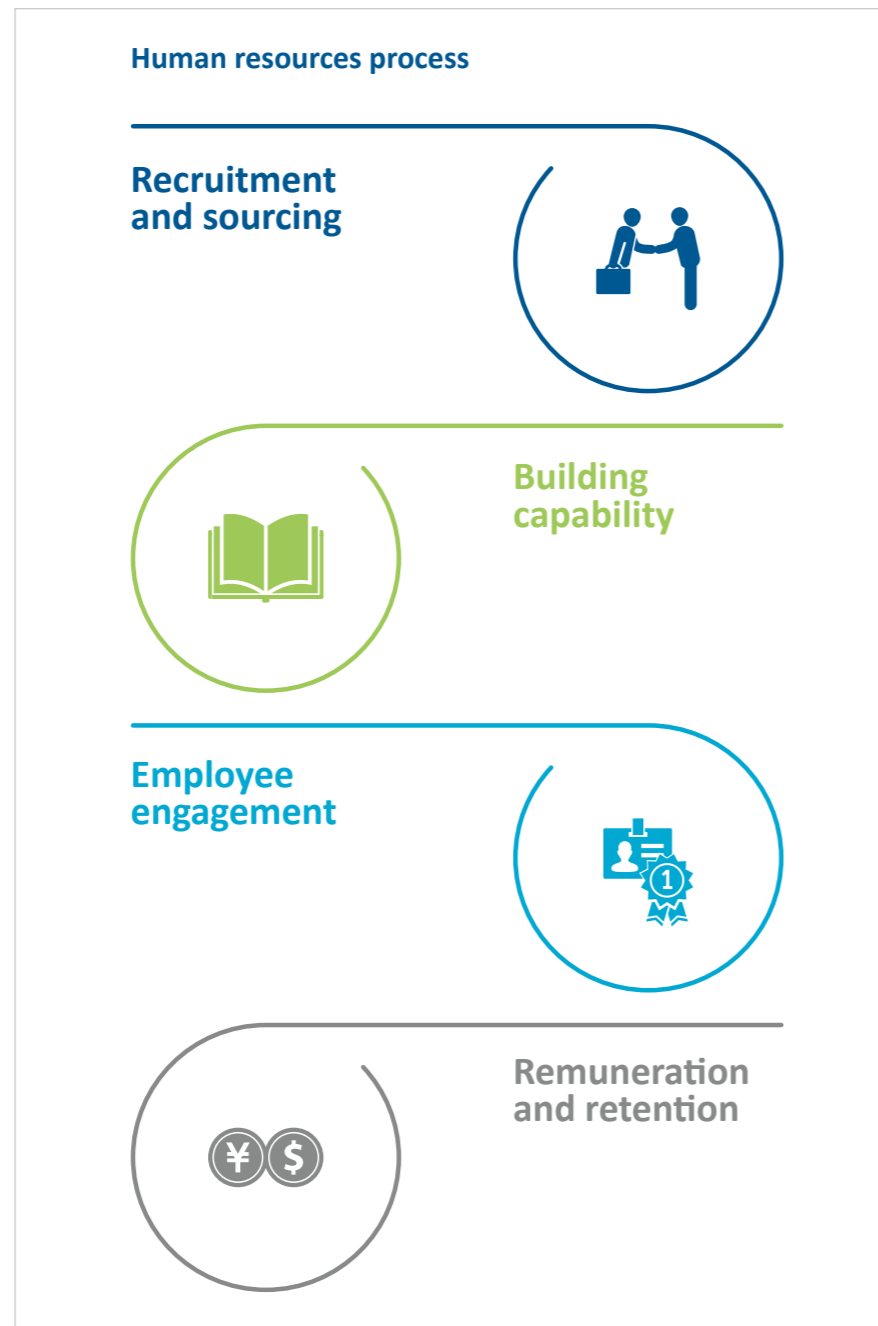 Human resources process
Recruitment
and sourcing
Building
capability
Employee
engagement
1
Remuneration
and retention
¥ $